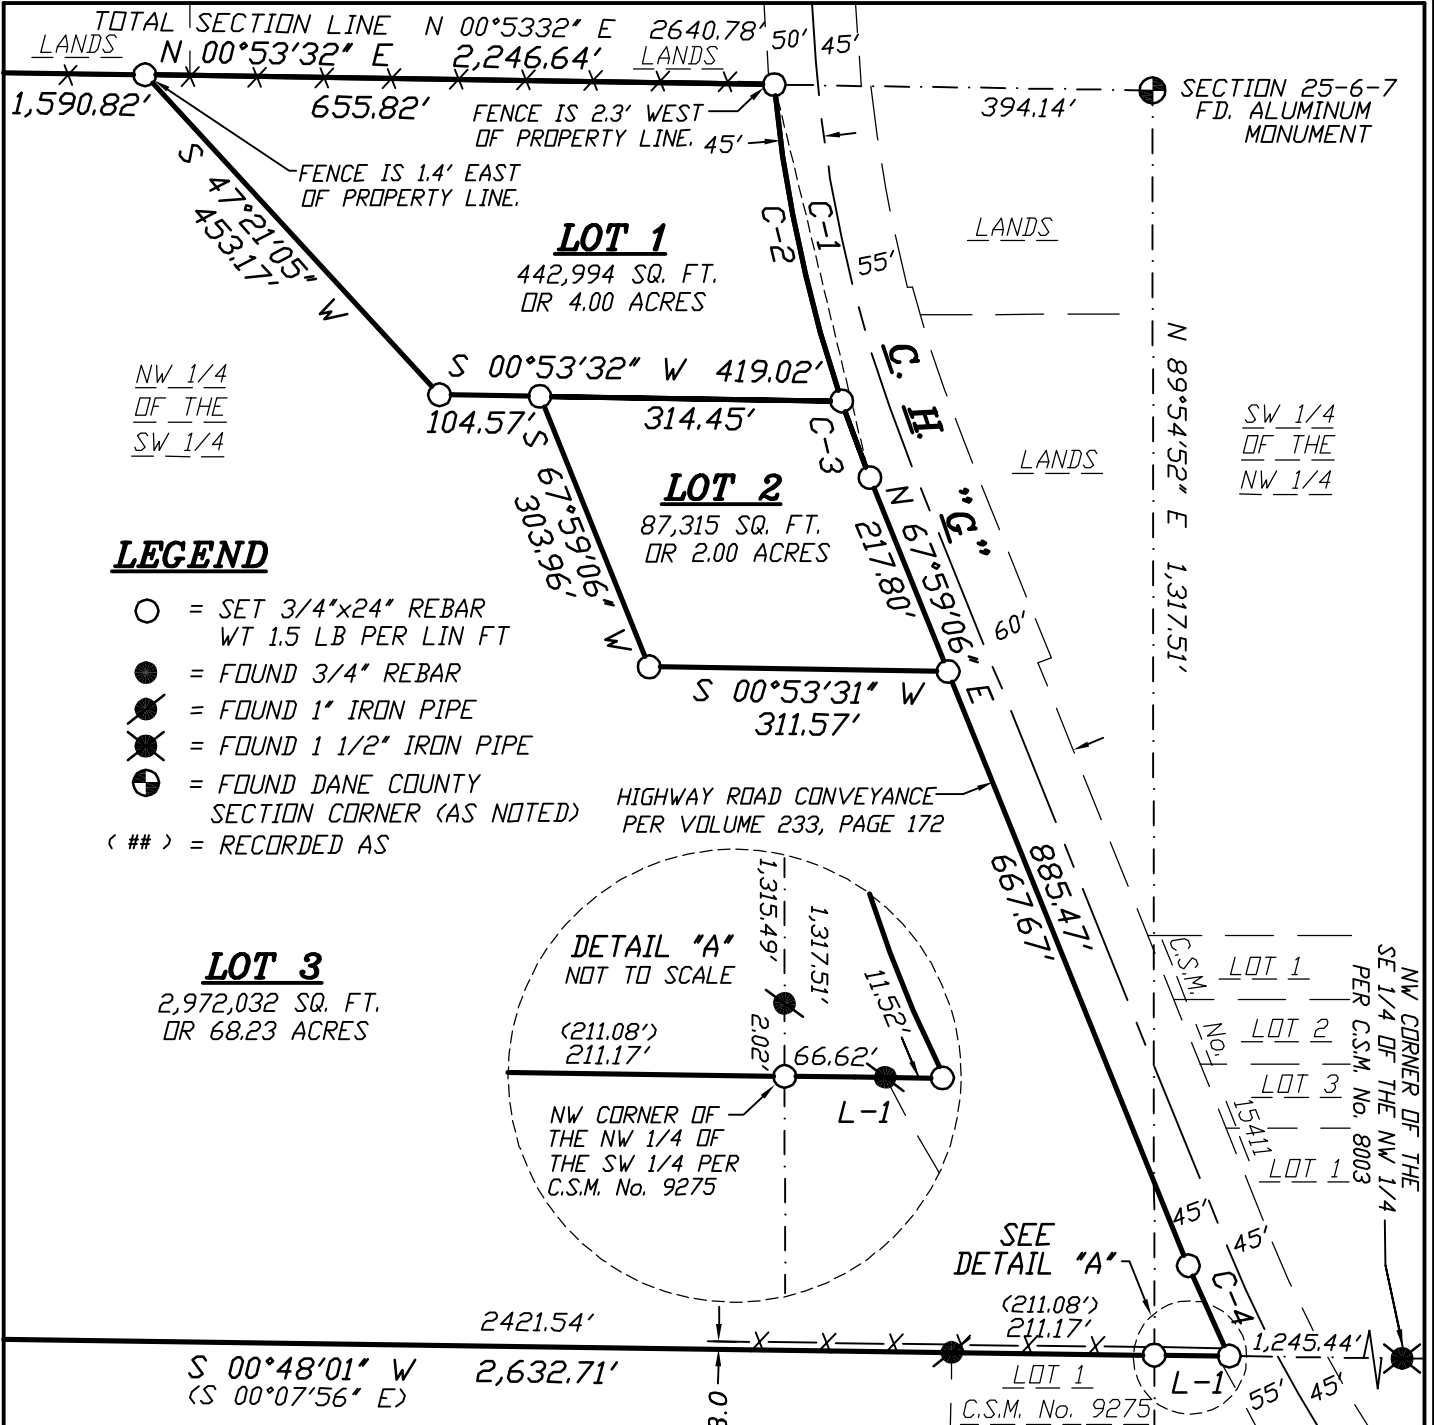 TOTAL SECTION LINE N 00°5332" E 2640.78'
LANDS
N 00°53'32" E 2,246.64'
LANDS
50'
45'
1,590.82'
655.82'
394.14'
SECTION 25-6-7
FD. ALUMINUM
MONUMENT
FENCE IS 2.3' WEST
OF PROPERTY LINE.
45'
FENCE IS 1.4' EAST
OF PROPERTY LINE.
S 47°21'05" W
453.17'
LOT 1
442,994 SQ. FT.
OR 4.00 ACRES
C-2
C-1
55'
LANDS
S 00°53'32" W 419.02'
104.57'
314.45'
C-3
NW 1/4
OF THE
SW 1/4
C. H. "G"
LANDS
N 89°54'52" E 1,317.51'
SW 1/4
OF THE
NW 1/4
S 67°59'06" W
303.96'
LOT 2
87,315 SQ. FT.
OR 2.00 ACRES
N 67°59'06" E
217.80'
60'
S 00°53'31" W
311.57'
LEGEND
= SET 3/4"x24" REBAR
WT 1.5 LB PER LIN FT
= FOUND 3/4" REBAR
= FOUND 1" IRON PIPE
= FOUND 1 1/2" IRON PIPE
= FOUND DANE COUNTY
SECTION CORNER (AS NOTED)
( ## ) = RECORDED AS
HIGHWAY ROAD CONVEYANCE
PER VOLUME 233, PAGE 172
885.47'
667.67'
LOT 3
2,972,032 SQ. FT.
OR 68.23 ACRES
DETAIL "A"
NOT TO SCALE
1,315.49'
1,317.51'
11.52'
(211.08')
211.17'
2.02'
66.62'
L-1
NW CORNER OF
THE NW 1/4 OF
THE SW 1/4 PER
C.S.M. No. 9275
C.S.M. No. 15411
LOT 1
LOT 2
LOT 3
LOT 1
NW CORNER OF THE
SE 1/4 OF THE NW 1/4
PER C.S.M. No. 8003
45'
45'
SEE
DETAIL "A"
C-4
(211.08')
211.17'
1,245.44'
2421.54'
S 00°48'01" W 2,632.71'
(S 00°07'56" E)
LOT 1
C.S.M. No. 9275
L-1
55'
45'